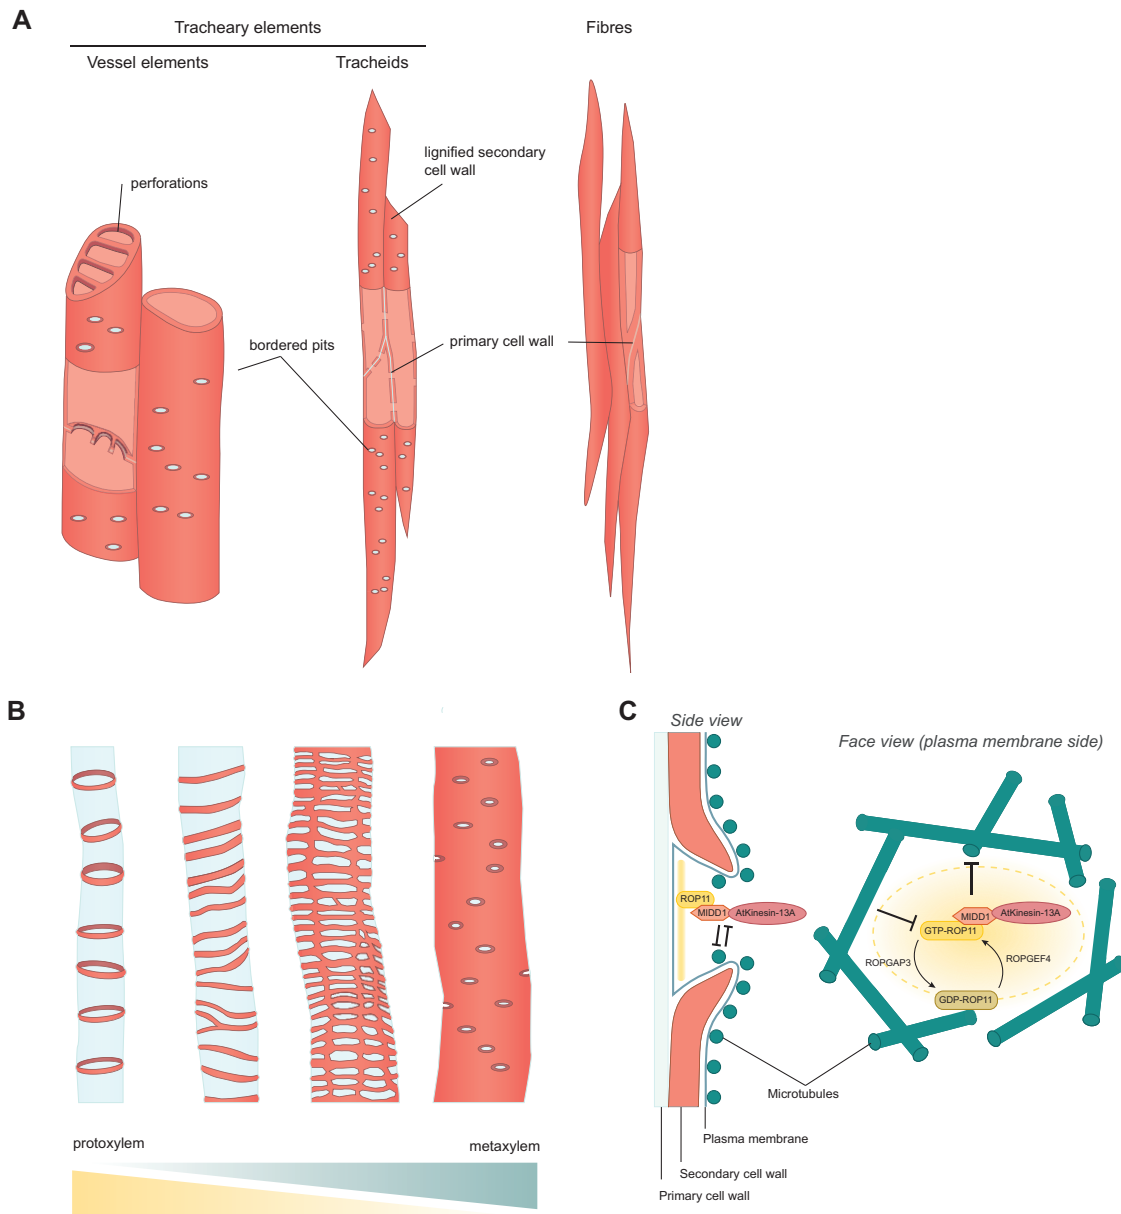 A
Tracheary elements
Fibres
Vessel elements
Tracheids
lignified secondary
cell wall
perforations
bordered pits
primary cell wall
B
protoxylem
metaxylem
C
Side view
Face view (plasma membrane side)
ROP11
MIDD1
AtKinesin-13A
MIDD1
AtKinesin-13A
GTP-ROP11
ROPGAP3
ROPGEF4
GDP-ROP11
Microtubules
Plasma membrane
Secondary cell wall
Primary cell wall